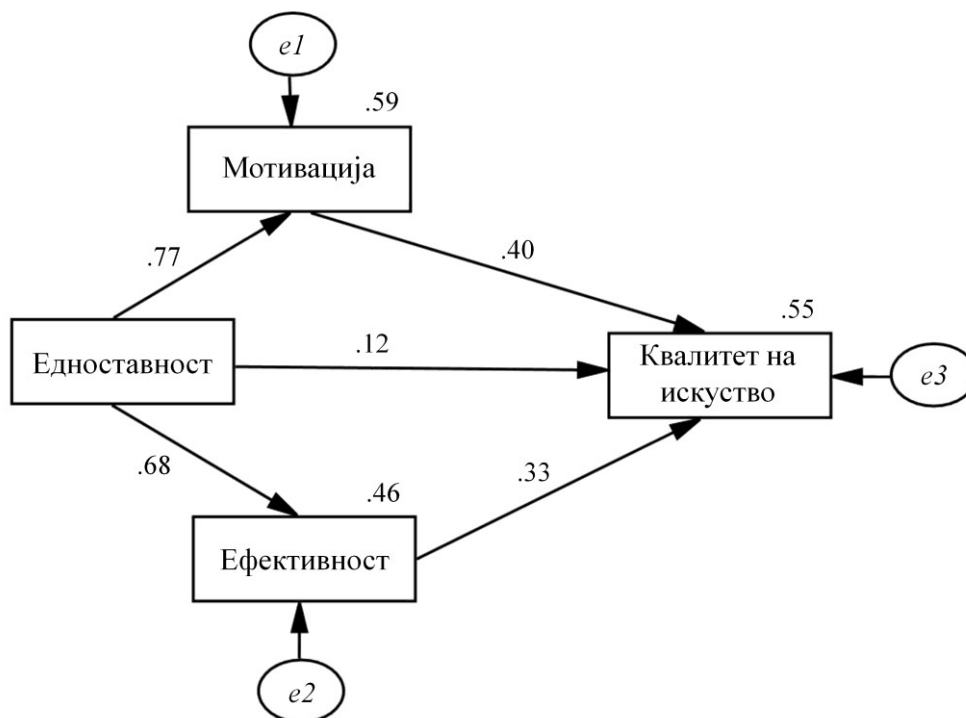 e1
.59
Мотивација
.77
.40
.55
Едноставност
.12
Квалитет на
искуство
e3
.68
.33
.46
Ефективност
e2